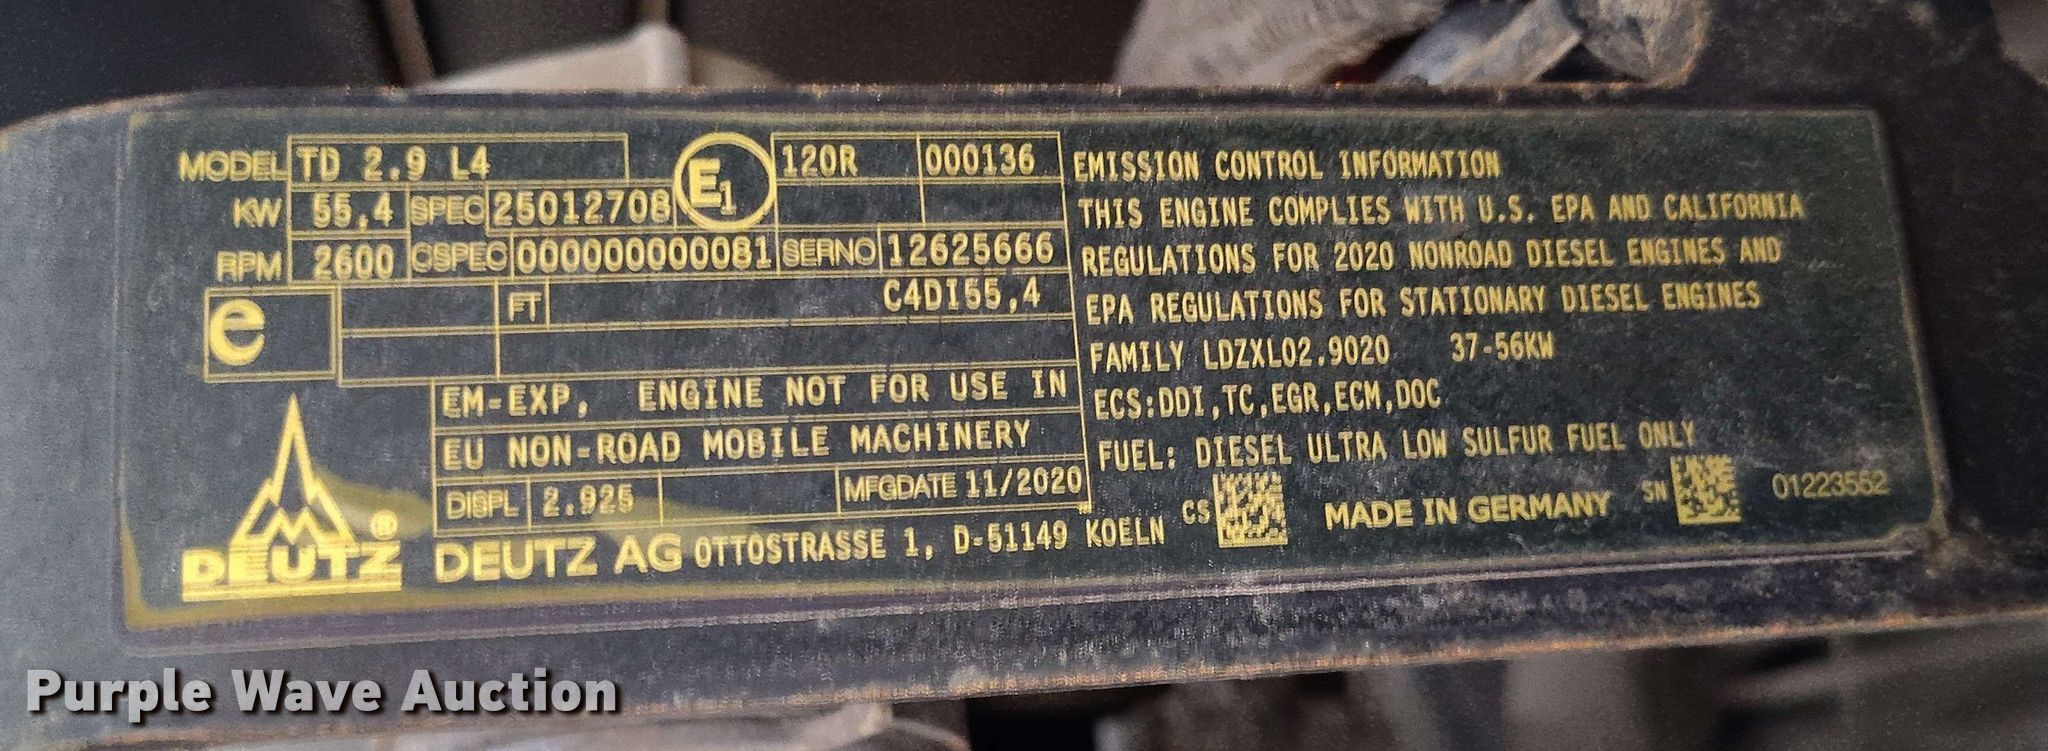 MODEL TD 2.9 L4 E1 120R 000136
KW 55,4 SPEC 25012708
RPM 2600 CSPEC 000000000081 SERNO 12625666
e FT C4DI55,4
EM-EXP, ENGINE NOT FOR USE IN
EU NON-ROAD MOBILE MACHINERY
DISPL 2.925 MFGDATE 11/2020
DEUTZ ®
DEUTZ AG OTTOSTRASSE 1, D-51149 KOELN
EMISSION CONTROL INFORMATION
THIS ENGINE COMPLIES WITH U.S. EPA AND CALIFORNIA
REGULATIONS FOR 2020 NONROAD DIESEL ENGINES AND
EPA REGULATIONS FOR STATIONARY DIESEL ENGINES
FAMILY LDZXL02.9020 37-56KW
ECS:DDI,TC,EGR,ECM,DOC
FUEL: DIESEL ULTRA LOW SULFUR FUEL ONLY
CS MADE IN GERMANY SN 01223552
Purple Wave Auction